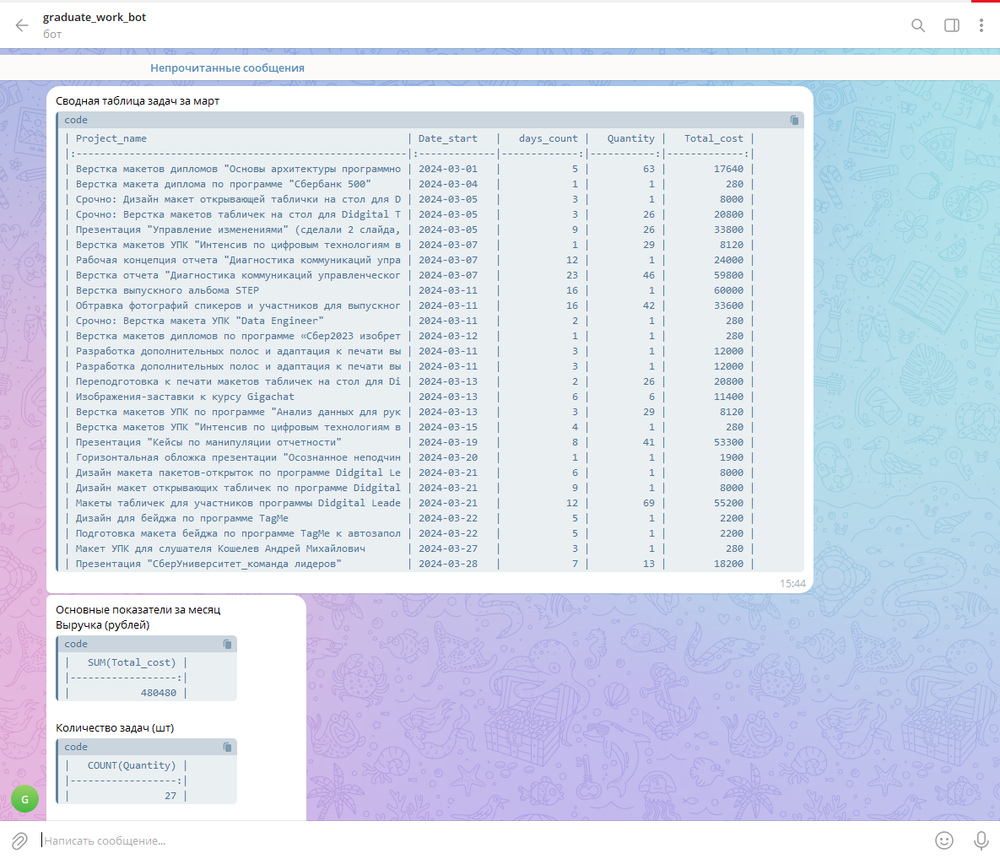 graduate_work_bot
бот
Непрочитанные сообщения
Сводная таблица задач за март
code
| Project_name | Date_start | days_count | Quantity | Total_cost |
|:-------------------------------------------------------|:-------------|-------------:|-----------:|-------------:|
| Верстка макетов дипломов "Основы архитектуры программно | 2024-03-01 | 5 | 63 | 17640 |
| Верстка макета диплома по программе "Сбербанк 500" | 2024-03-04 | 1 | 1 | 280 |
| Срочно: Дизайн макет открывающей таблички на стол для D | 2024-03-05 | 3 | 1 | 8000 |
| Срочно: Верстка макетов табличек на стол для Didgital T | 2024-03-05 | 3 | 26 | 20800 |
| Презентация "Управление изменениями" (сделали 2 слайда, | 2024-03-05 | 9 | 26 | 33800 |
| Верстка макетов УПК "Интенсив по цифровым технологиям в | 2024-03-07 | 1 | 29 | 8120 |
| Рабочая концепция отчета "Диагностика коммуникаций упра | 2024-03-07 | 12 | 1 | 24000 |
| Верстка отчета "Диагностика коммуникаций управленческог | 2024-03-07 | 23 | 46 | 59800 |
| Верстка выпускного альбома STEP | 2024-03-11 | 16 | 1 | 60000 |
| Обтравка фотографий спикеров и участников для выпускног | 2024-03-11 | 16 | 42 | 33600 |
| Срочно: Верстка макета УПК "Data Engineer" | 2024-03-11 | 2 | 1 | 280 |
| Верстка макетов дипломов по программе «Сбер2023 изобрет | 2024-03-12 | 1 | 1 | 280 |
| Разработка дополнительных полос и адаптация к печати вы | 2024-03-11 | 3 | 1 | 12000 |
| Разработка дополнительных полос и адаптация к печати вы | 2024-03-11 | 3 | 1 | 12000 |
| Переподготовка к печати макетов табличек на стол для Di | 2024-03-13 | 2 | 26 | 20800 |
| Изображения-заставки к курсу Gigachat | 2024-03-13 | 6 | 6 | 11400 |
| Верстка макетов УПК по программе "Анализ данных для рук | 2024-03-13 | 3 | 29 | 8120 |
| Верстка макетов УПК "Интенсив по цифровым технологиям в | 2024-03-15 | 4 | 1 | 280 |
| Презентация "Кейсы по манипуляции отчетности" | 2024-03-19 | 8 | 41 | 53300 |
| Горизонтальная обложка презентации "Осознанное неподчин | 2024-03-20 | 1 | 1 | 1900 |
| Дизайн макета пакетов-открыток по программе Didgital Le | 2024-03-21 | 6 | 1 | 8000 |
| Дизайн макет открывающих табличек по программе Didgital | 2024-03-21 | 9 | 1 | 8000 |
| Макеты табличек для участников программы Didgital Leade | 2024-03-21 | 12 | 69 | 55200 |
| Дизайн для бейджа по программе TagMe | 2024-03-22 | 5 | 1 | 2200 |
| Подготовка макета бейджа по программе TagMe к автозапол | 2024-03-22 | 5 | 1 | 2200 |
| Макет УПК для слушателя Кошелев Андрей Михайлович | 2024-03-27 | 3 | 1 | 280 |
| Презентация "СберУниверситет_команда лидеров" | 2024-03-28 | 7 | 13 | 18200 |
15:44
Основные показатели за месяц
Выручка (рублей)
code
| SUM(Total_cost) |
|------------------:|
| 480480 |
Количество задач (шт)
code
| COUNT(Quantity) |
|------------------:|
| 27 |
G
Написать сообщение...